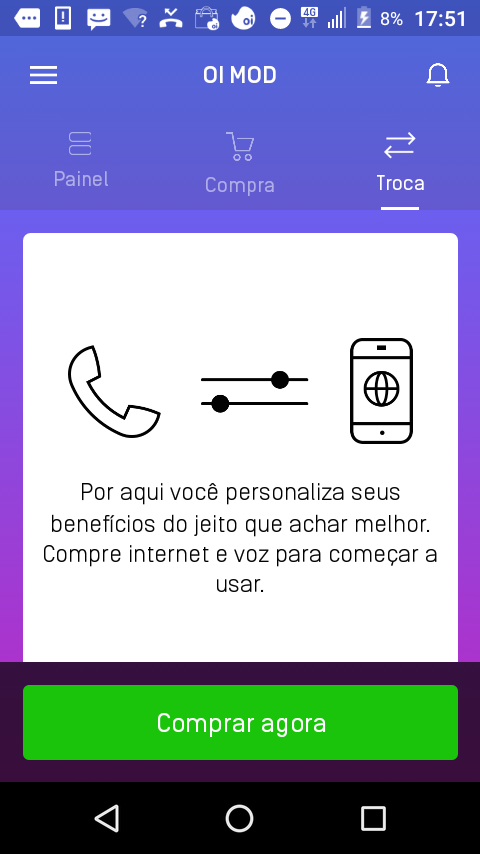 4G 8% 17:51
OI MOD
Painel Compra Troca
Por aqui você personaliza seus
benefícios do jeito que achar melhor.
Compre internet e voz para começar a
usar.
Comprar agora